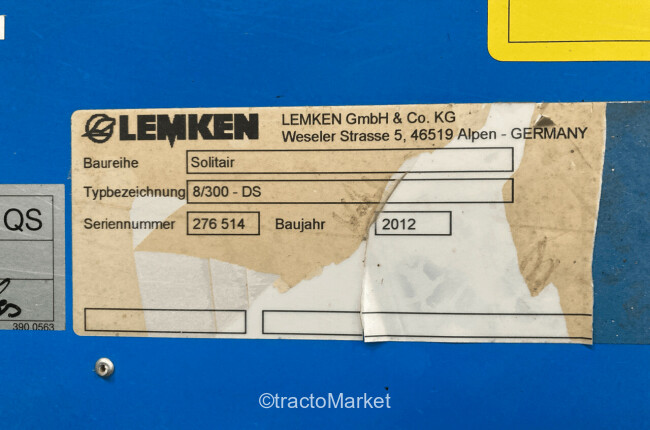 LEMKEN
LEMKEN GmbH & Co. KG
Weseler Strasse 5, 46519 Alpen - GERMANY
Baureihe Solitair
Typbezeichnung 8/300 - DS
Seriennummer 276 514 Baujahr 2012
QS
390 0563
©tractoMarket